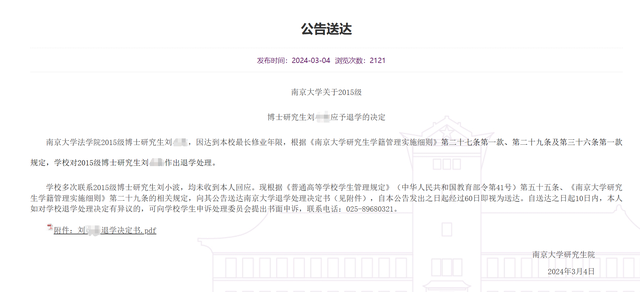 公告送达
发布时间：2024-03-04 浏览次数：2121
南京大学关于2015级
博士研究生刘应予退学的决定
南京大学法学院2015级博士研究生刘，因达到本校最长修业年限，根据《南京大学研究生学籍管理实施细则》第二十七条第一款、第二十九条及第三十六条第一款
规定，学校对2015级博士研究生刘作出退学处理。
学校多次联系2015级博士研究生刘小波，均未收到本人回应。现根据《普通高等学校学生管理规定》（中华人民共和国教育部令第41号）第五十五条、《南京大学研究
生学籍管理实施细则》第二十九条的相关规定，向其公告送达南京大学退学处理决定书（见附件），自本公告发出之日起经过60日即视为送达。自送达之日起10日内，本人
如对学校退学处理决定有异议的，可向学校学生申诉处理委员会提出书面申诉，联系电话：025-89680321。
附件：刘退学决定书.pdf
南京大学研究生院
2024年3月4日